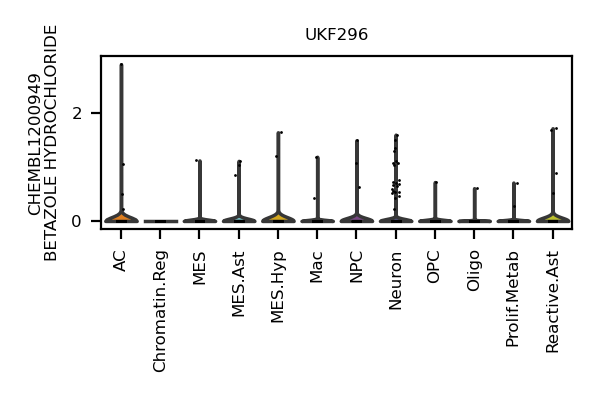 UKF296
CHEMBL1200949
BETAZOLE HYDROCHLORIDE
2
0
AC
Chromatin.Reg
MES
MES.Ast
MES.Hyp
Mac
NPC
Neuron
OPC
Oligo
Prolif.Metab
Reactive.Ast